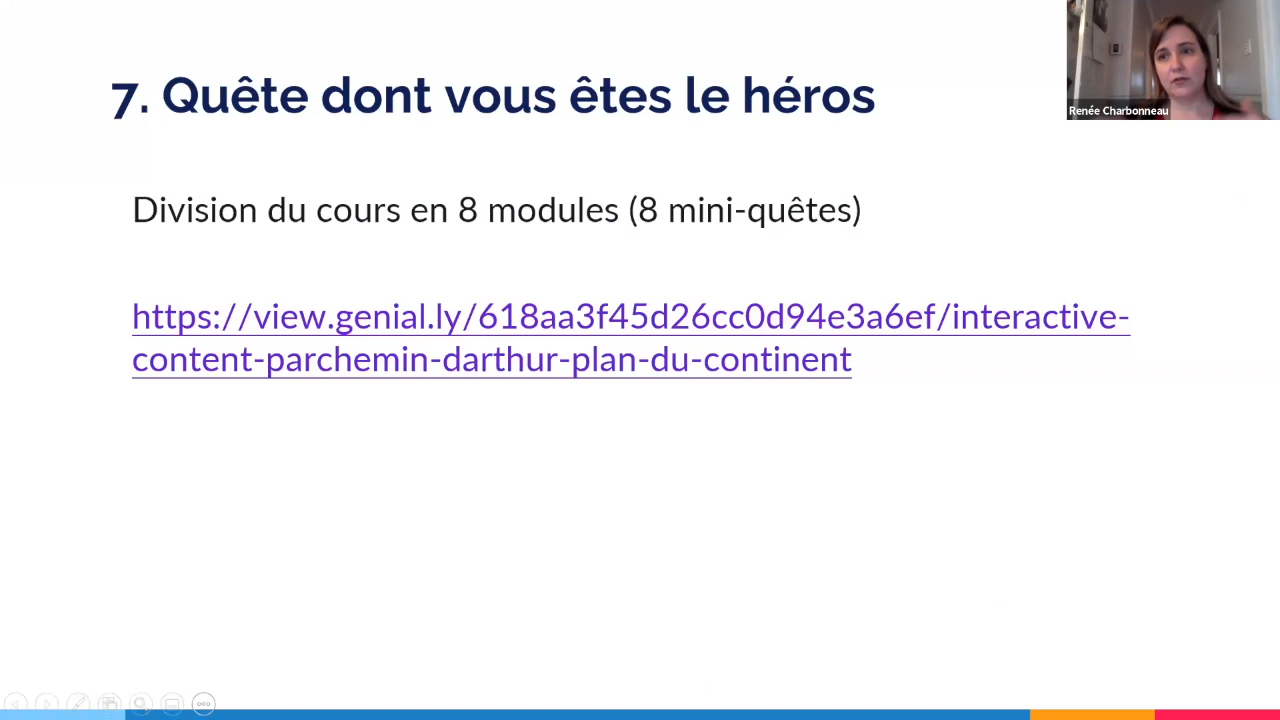 7. Quête dont vous êtes le héros
Renée Charbonneau
Division du cours en 8 modules (8 mini-quêtes)
https://view.genial.ly/618aa3f45d26cc0d94e3a6ef/interactive-
content-parchemin-darthur-plan-du-continent